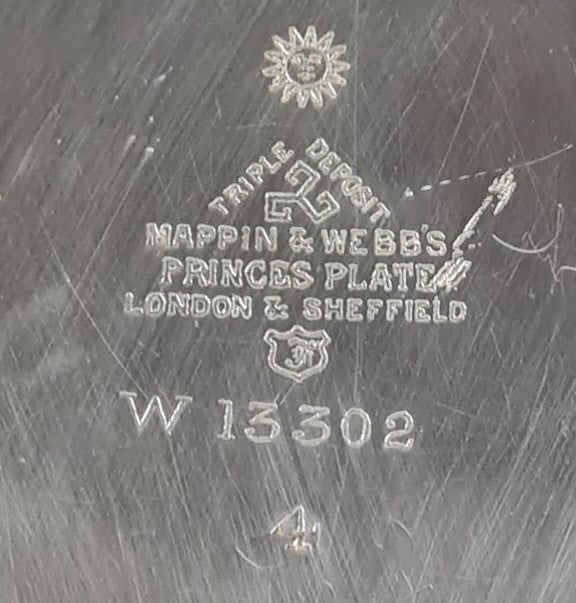 TRIPLE DEPOSIT
MAPPIN & WEBB'S
PRINCES PLATE
LONDON & SHEFFIELD
W 13302
4